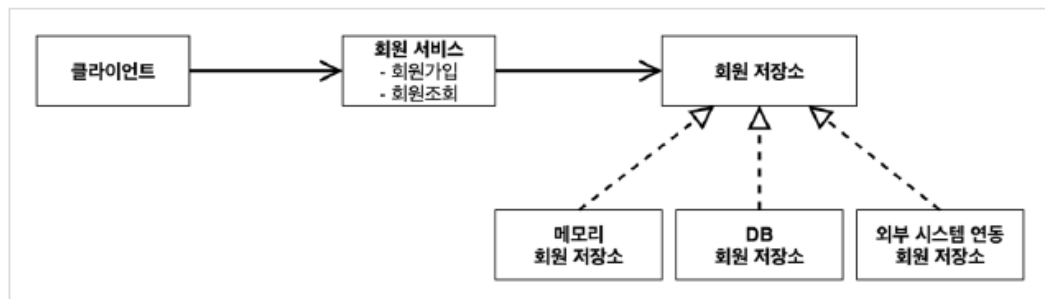 클라이언트
회원 서비스
- 회원가입
- 회원조회
회원 저장소
메모리
회원 저장소
DB
회원 저장소
외부 시스템 연동
회원 저장소